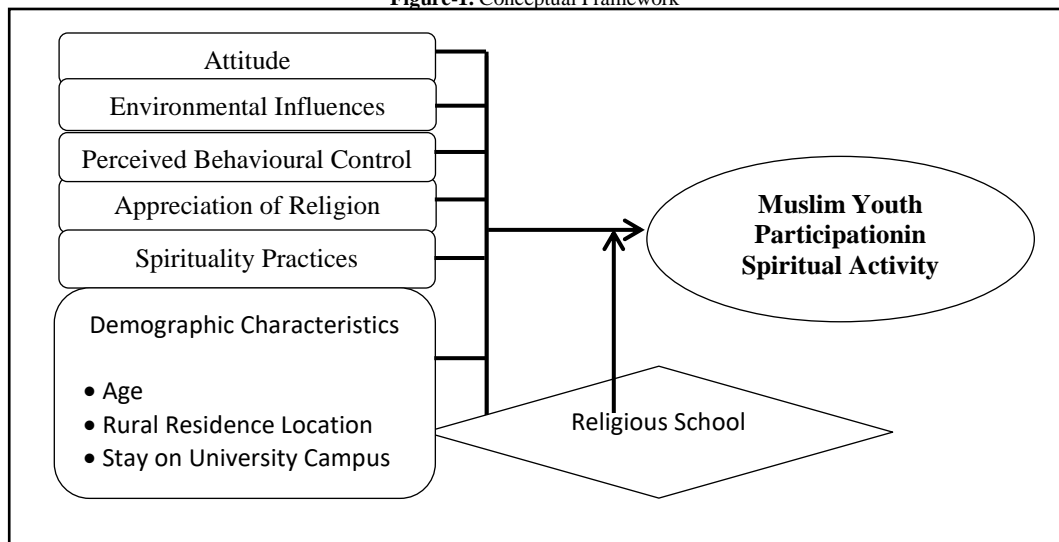 Figure-1. Conceptual Framework
Attitude
Environmental Influences
Perceived Behavioural Control
Appreciation of Religion
Spirituality Practices
Demographic Characteristics
• Age
• Rural Residence Location
• Stay on University Campus
Muslim Youth
Participationin
Spiritual Activity
Religious School